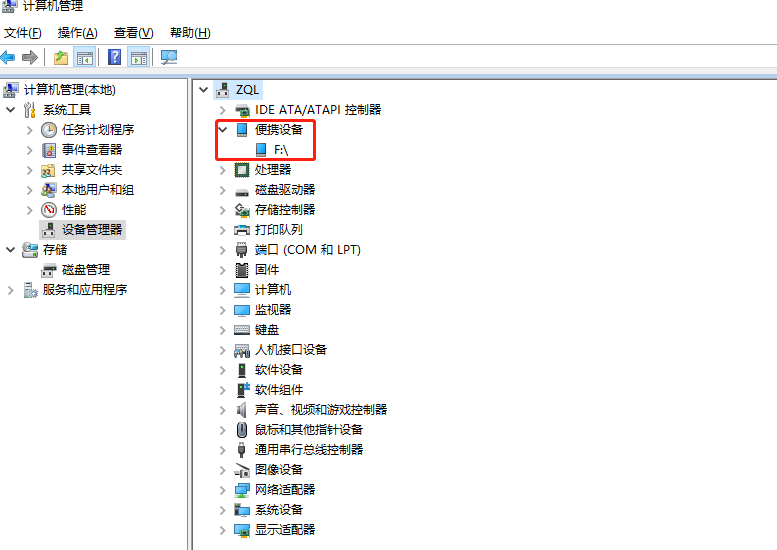 计算机管理
文件(F) 操作(A) 查看(V) 帮助(H)
计算机管理(本地)
系统工具
任务计划程序
事件查看器
共享文件夹
本地用户和组
性能
设备管理器
存储
磁盘管理
服务和应用程序
ZQL
IDE ATA/ATAPI 控制器
便携设备
F:\
处理器
磁盘驱动器
存储控制器
打印队列
端口 (COM 和 LPT)
固件
计算机
监视器
键盘
人机接口设备
软件设备
软件组件
声音、视频和游戏控制器
鼠标和其他指针设备
通用串行总线控制器
图像设备
网络适配器
系统设备
显示适配器